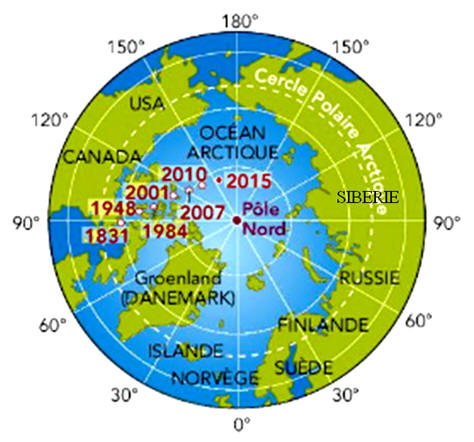 180°
150°
150°
Cercle Polaire Arctique
USA
120°
OCÉAN
ARCTIQUE
120°
CANADA
2010
2015
2001
SIBERIE
1948
2007
Pôle
Nord
90°
1831
1984
90°
Groenland
(DANEMARK)
RUSSIE
60°
FINLANDE
60°
ISLANDE
SUÈDE
NORVÈGE
30°
30°
0°